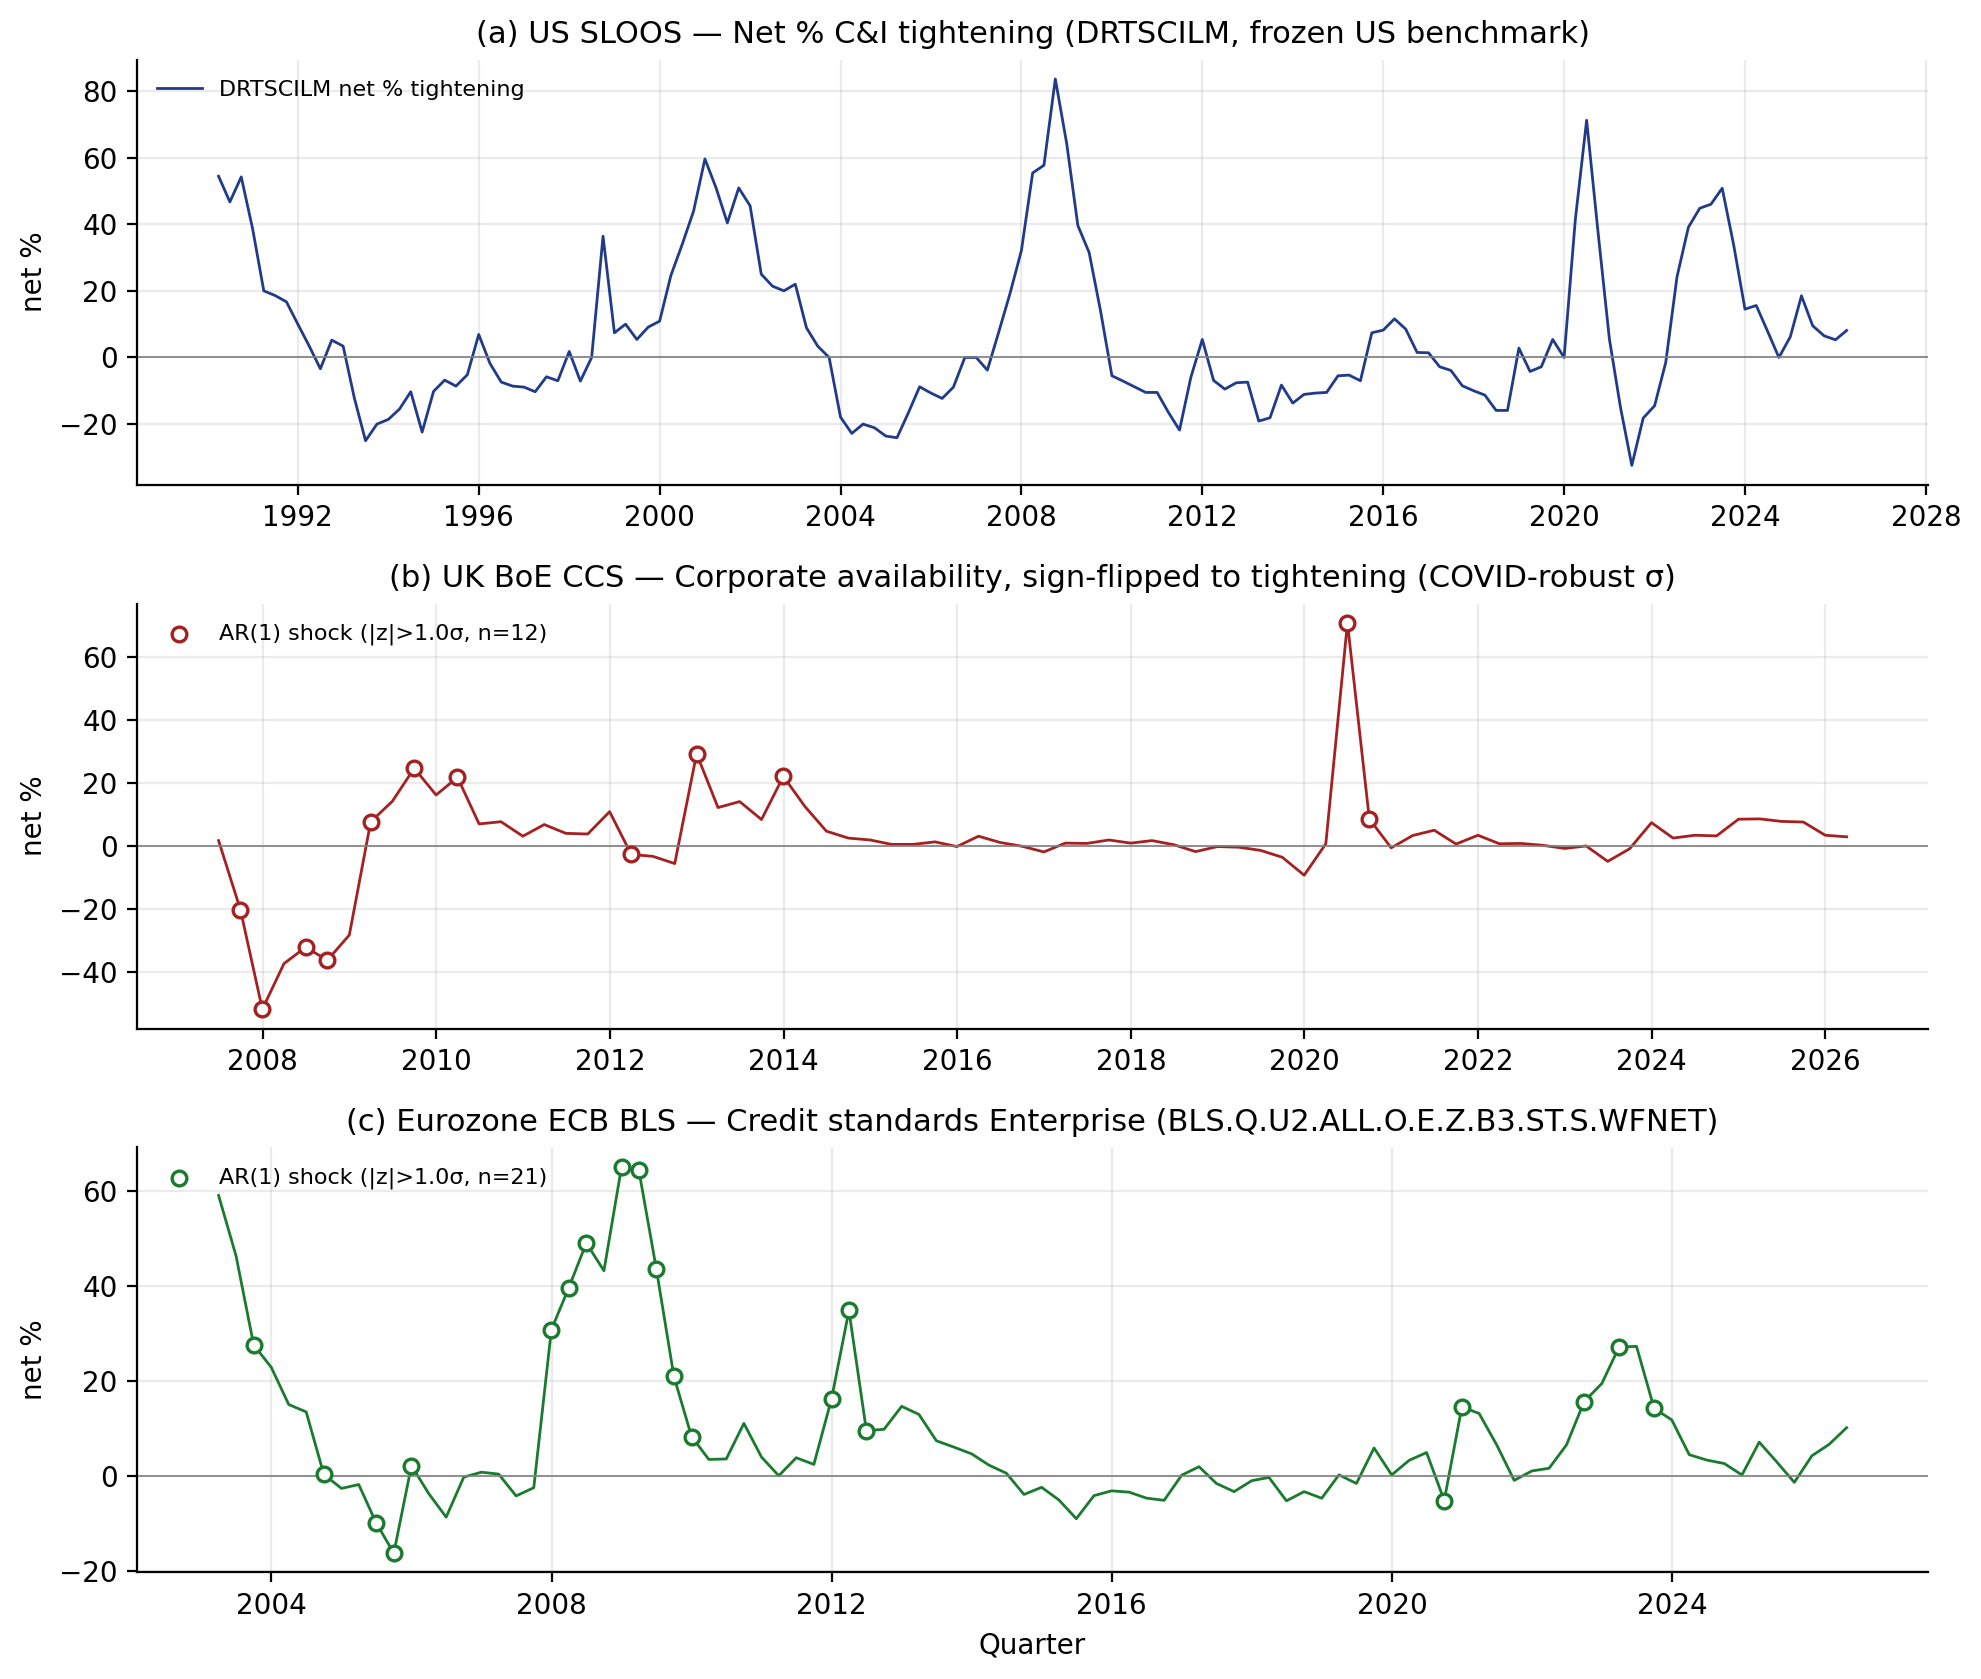 (a) US SLOOS — Net % C&I tightening (DRTSCILM, frozen US benchmark)
DRTSCILM net % tightening
net %
80
60
40
20
0
−20
1992 1996 2000 2004 2008 2012 2016 2020 2024 2028
(b) UK BoE CCS — Corporate availability, sign-flipped to tightening (COVID-robust σ)
AR(1) shock (|z|>1.0σ, n=12)
net %
60
40
20
0
−20
−40
2008 2010 2012 2014 2016 2018 2020 2022 2024 2026
(c) Eurozone ECB BLS — Credit standards Enterprise (BLS.Q.U2.ALL.O.E.Z.B3.ST.S.WFNET)
AR(1) shock (|z|>1.0σ, n=21)
net %
60
40
20
0
−20
2004 2008 2012 2016 2020 2024
Quarter